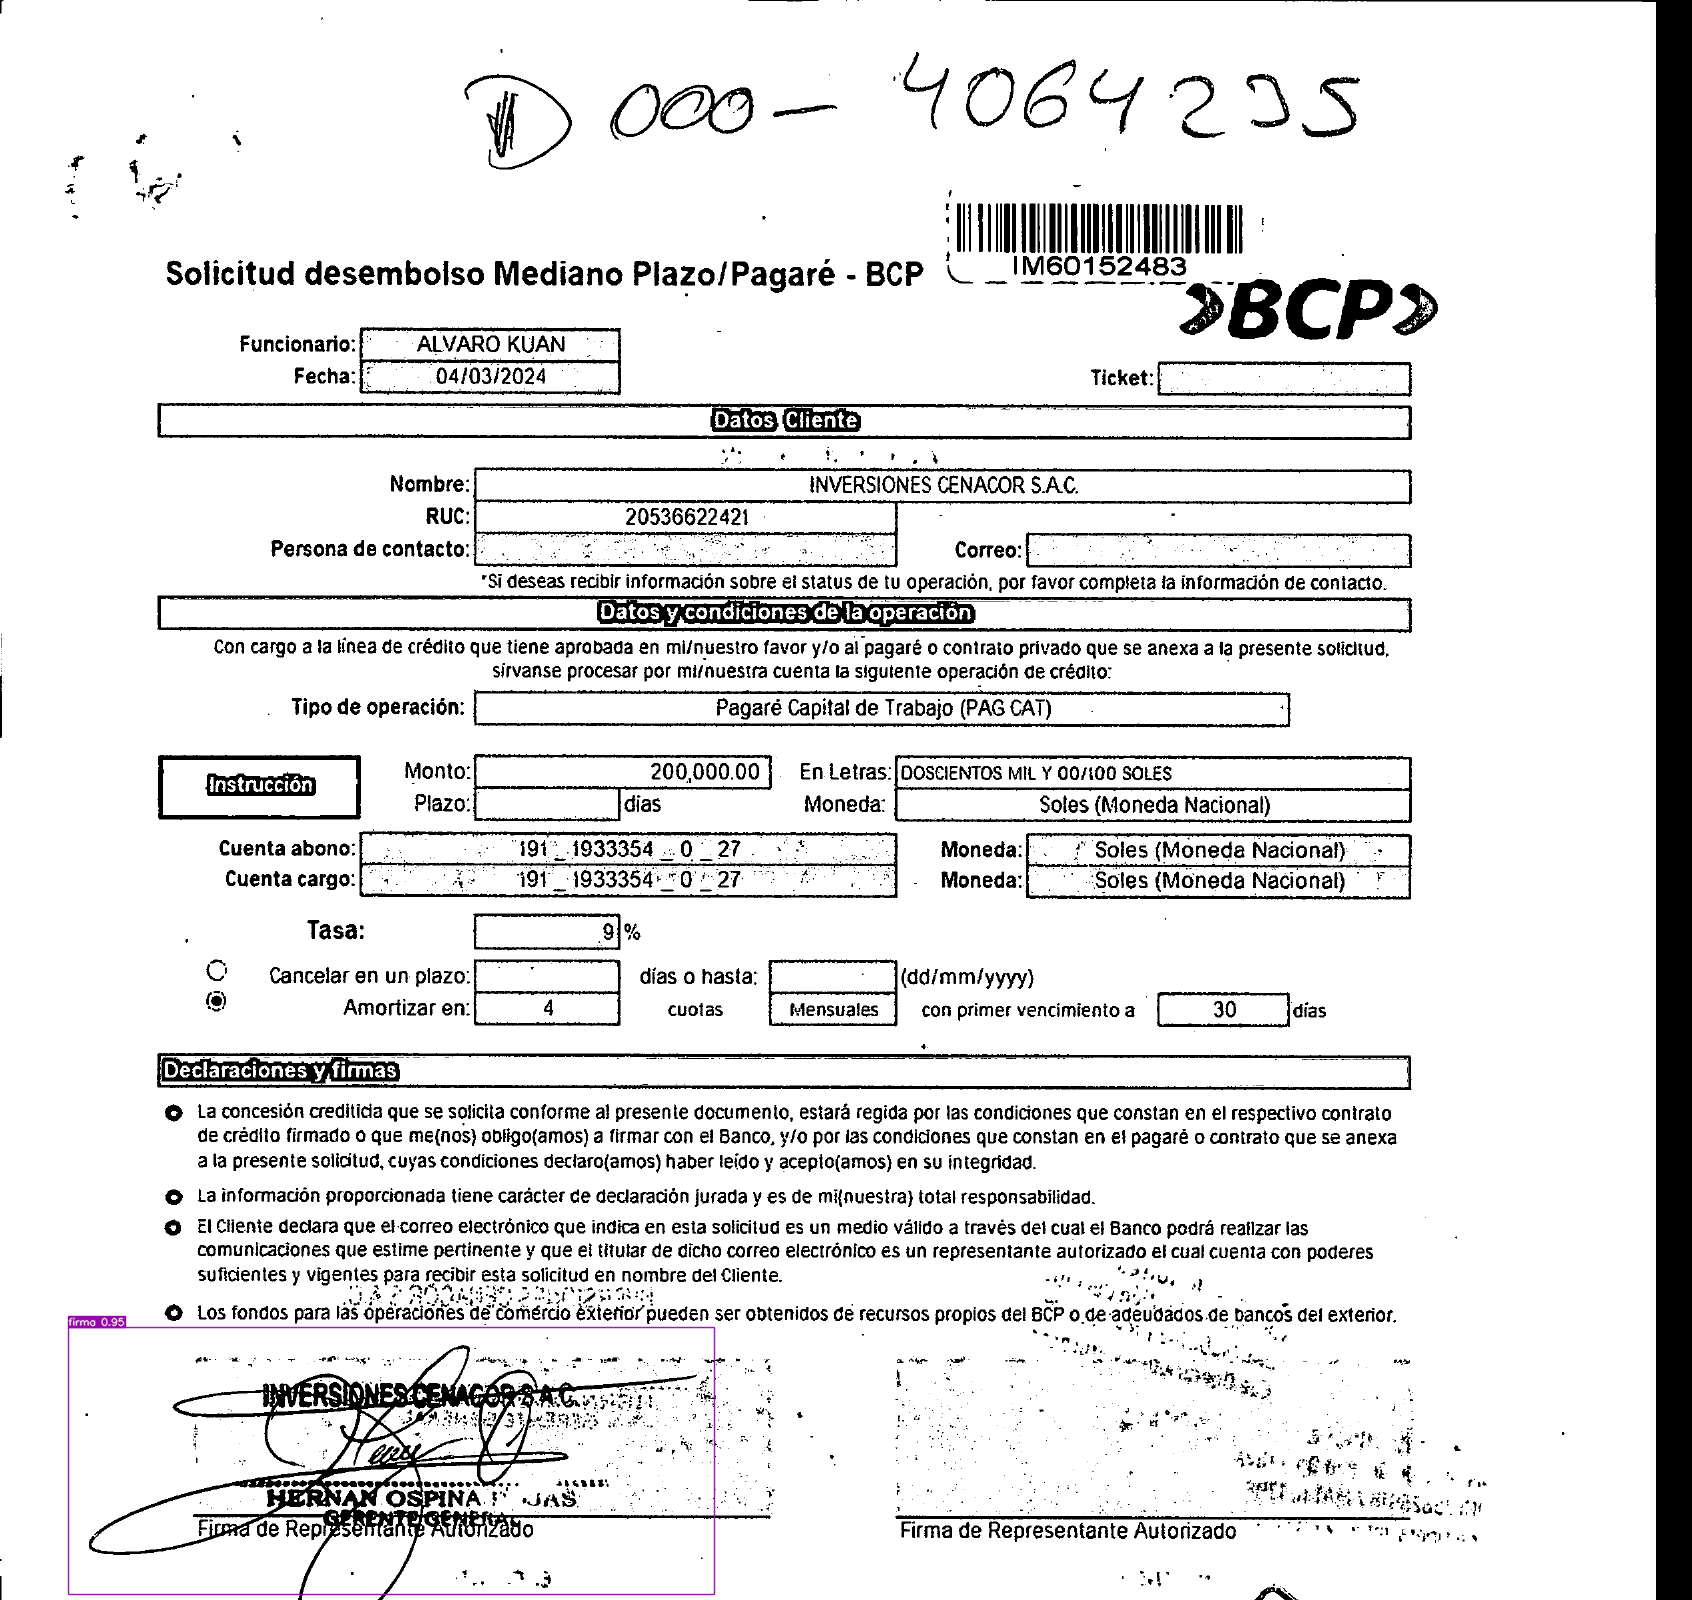 D 000 - 4064235
IM60152483
Solicitud desembolso Mediano Plazo/Pagaré - BCP
BCP
Funcionario: ALVARO KUAN
Fecha: 04/03/2024
Ticket:
Datos Cliente
Nombre: INVERSIONES CENACOR S.A.C.
RUC: 20536622421
Persona de contacto: Correo:
*Si deseas recibir información sobre el status de tu operación, por favor completa la información de contacto.
Datos y condiciones de la operación
Con cargo a la línea de crédito que tiene aprobada en mi/nuestro favor y/o al pagaré o contrato privado que se anexa a la presente solicitud,
sírvanse procesar por mi/nuestra cuenta la siguiente operación de crédito:
Tipo de operación: Pagaré Capital de Trabajo (PAG CAT)
Instrucción
Monto: 200,000.00 En Letras: DOSCIENTOS MIL Y 00/100 SOLES
Plazo: días Moneda: Soles (Moneda Nacional)
Cuenta abono: 191 _ 1933354 _ 0 _ 27 Moneda: Soles (Moneda Nacional)
Cuenta cargo: 191 _ 1933354 _ 0 _ 27 Moneda: Soles (Moneda Nacional)
Tasa: 9 %
Cancelar en un plazo: días o hasta: (dd/mm/yyyy)
Amortizar en: 4 cuotas Mensuales con primer vencimiento a 30 días
Declaraciones y firmas
La concesión crediticia que se solicita conforme al presente documento, estará regida por las condiciones que constan en el respectivo contrato
de crédito firmado o que me(nos) obligo(amos) a firmar con el Banco, y/o por las condiciones que constan en el pagaré o contrato que se anexa
a la presente solicitud, cuyas condiciones declaro(amos) haber leído y acepto(amos) en su integridad.
La información proporcionada tiene carácter de declaración jurada y es de mi(nuestra) total responsabilidad.
El Cliente declara que el correo electrónico que indica en esta solicitud es un medio válido a través del cual el Banco podrá realizar las
comunicaciones que estime pertinente y que el titular de dicho correo electrónico es un representante autorizado el cual cuenta con poderes
suficientes y vigentes para recibir esta solicitud en nombre del Cliente.
Los fondos para las operaciones de comercio exterior pueden ser obtenidos de recursos propios del BCP o de adeudados de bancos del exterior.
firma 0.95
INVERSIONES CENACOR S.A.C.
HERNAN OSPINA
GERENTE GENERAL
Firma de Representante Autorizado
Firma de Representante Autorizado